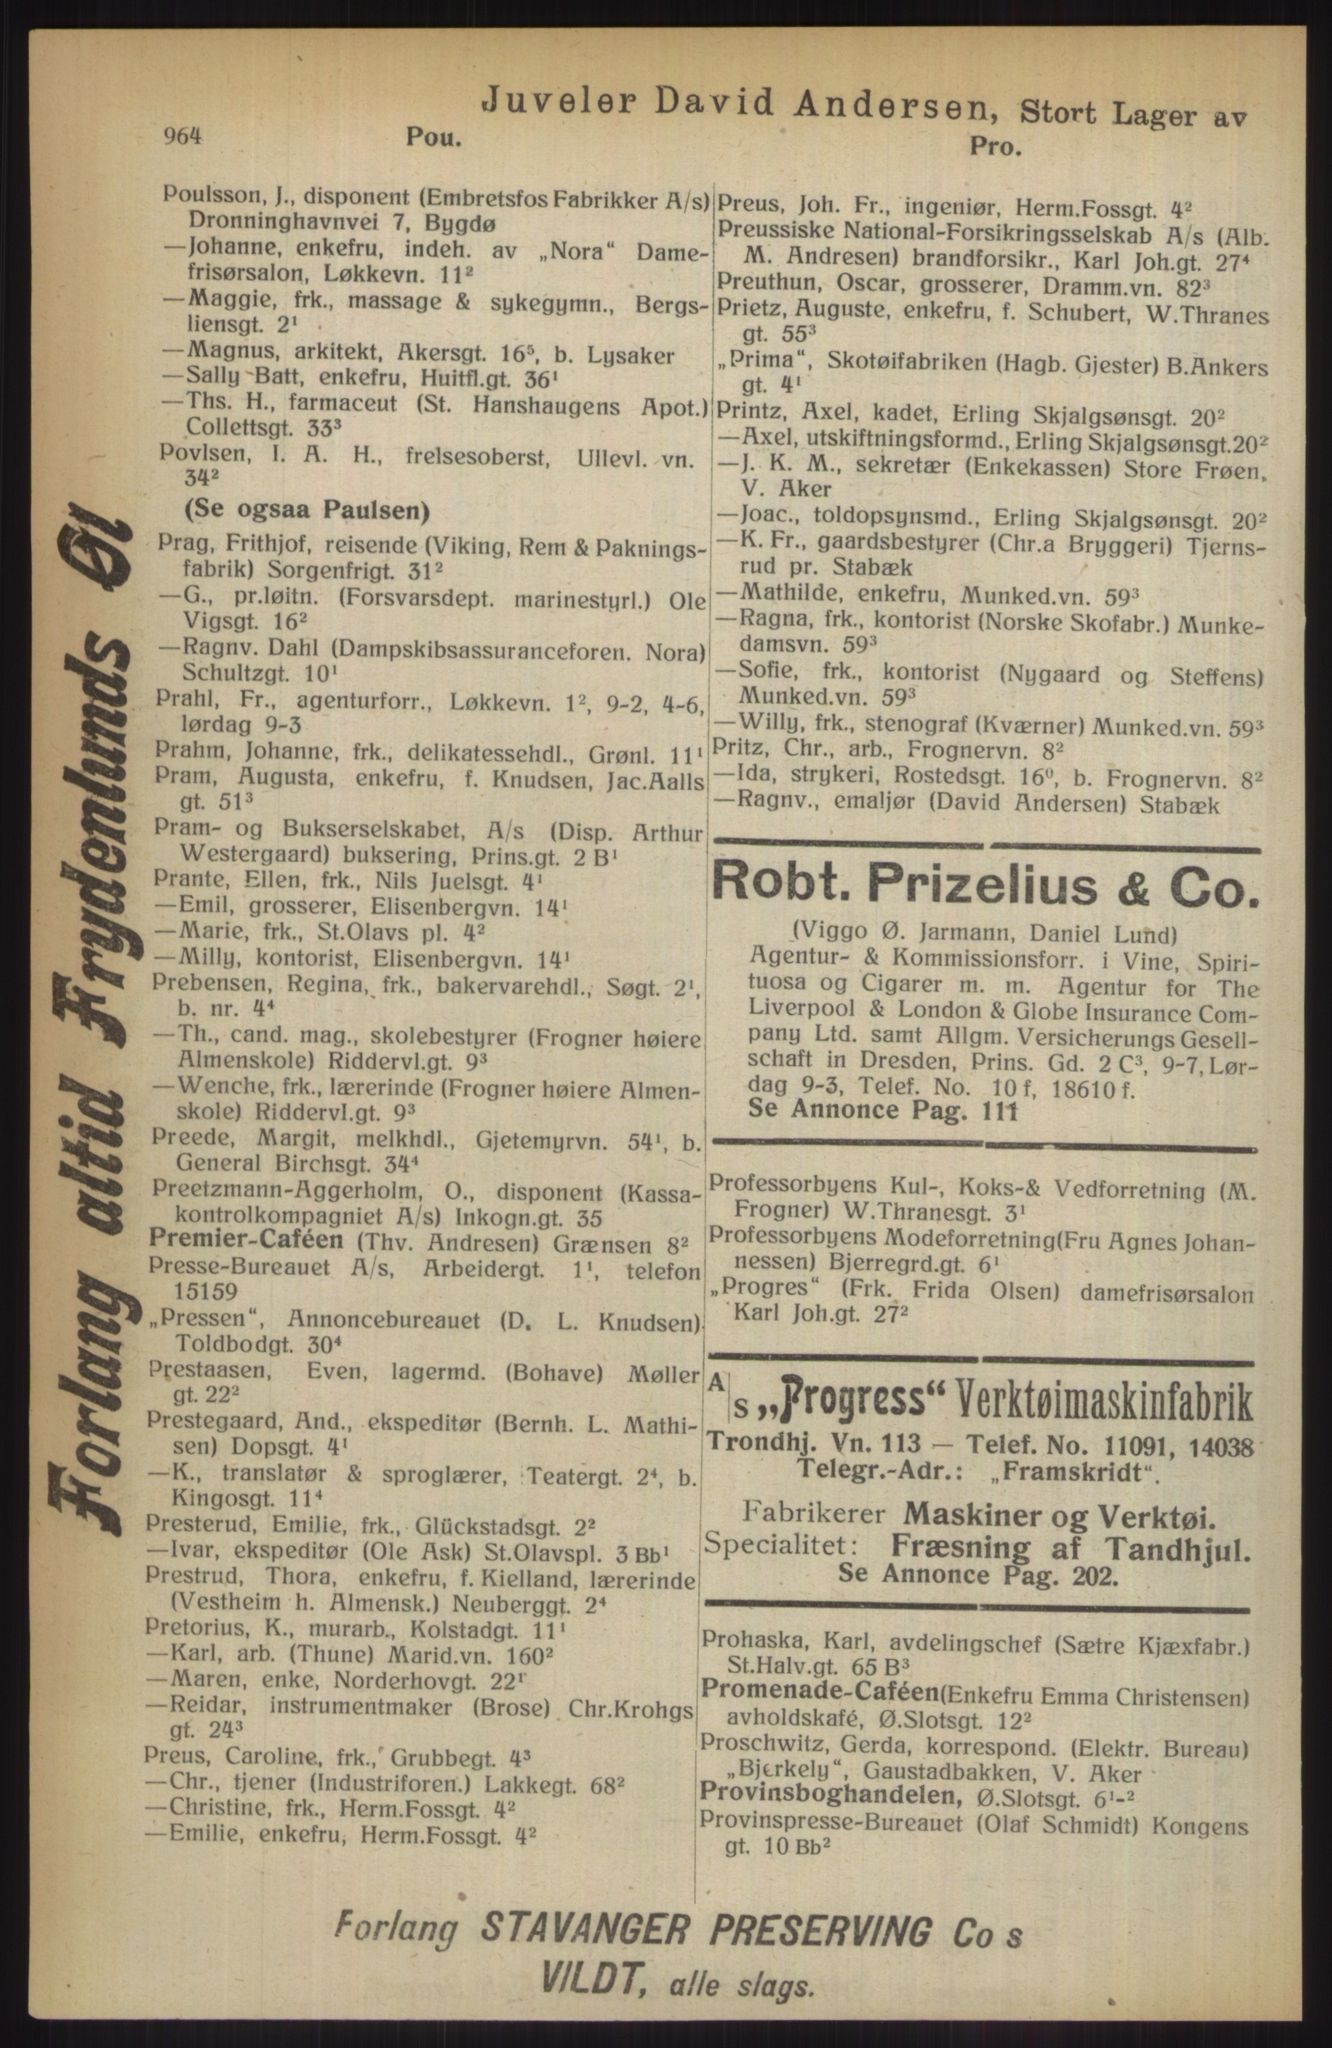 Juveler David Andersen, Stort Lager av
964
Pou.
Pro.
Poulsson, J., disponent (Embretsfos Fabrikker A/s)
Dronninghavnvei 7, Bygdø
—Johanne, enkefru, indeh. av „Nora“ Dame-
frisørsalon, Løkkevn. 11²
—Maggie, frk., massage & sykegymn., Bergs-
liensgt. 2¹
—Magnus, arkitekt, Akersgt. 16⁵, b. Lysaker
—Sally Batt, enkefru, Huitfl.gt. 36¹
—Ths. H., farmaceut (St. Hanshaugens Apot.)
Collettsgt. 33³
Povlsen, I. A. H., frelsesoberst, Ullevl. vn.
34²
(Se ogsaa Paulsen)
Prag, Frithjof, reisende (Viking, Rem & Paknings-
fabrik) Sorgenfrigt. 31²
—G., pr.løitn. (Forsvarsdept. marinestyrl.) Ole
Vigsgt. 16²
—Ragnv. Dahl (Dampskibsassuranceforen. Nora)
Schultzgt. 10¹
Prahl, Fr., agenturforr., Løkkevn. 1², 9-2, 4-6,
lørdag 9-3
Prahm, Johanne, frk., delikatessehdl., Grønl. 11¹
Pram, Augusta, enkefru, f. Knudsen, Jac.Aalls
gt. 51³
Pram- og Bukserselskabet, A/s (Disp. Arthur
Westergaard) buksering, Prins.gt. 2 B¹
Prante, Ellen, frk., Nils Juelsgt. 4¹
—Emil, grosserer, Elisenbergvn. 14¹
—Marie, frk., St.Olavs pl. 4²
—Milly, kontorist, Elisenbergvn. 14¹
Prebensen, Regina, frk., bakervarehdl., Søgt. 2¹,
b. nr. 4⁴
—Th., cand. mag., skolebestyrer (Frogner høiere
Almenskole) Riddervl.gt. 9³
—Wenche, frk., lærerinde (Frogner høiere Almen-
skole) Riddervl.gt. 9³
Preede, Margit, melkhdl., Gjetemyrvn. 54¹, b.
General Birchsgt. 34⁴
Preetzmann-Aggerholm, O., disponent (Kassa-
kontrolkompagniet A/s) Inkogn.gt. 35
Premier-Caféen (Thv. Andresen) Grænsen 8²
Presse-Bureauet A/s, Arbeidergt. 1¹, telefon
15159
„Pressen“, Annoncebureauet (D. L. Knudsen)
Toldbodgt. 30⁴
Prestaasen, Even, lagermd. (Bohave) Møller
gt. 22²
Prestegaard, And., ekspeditør (Bernh. L. Mathi-
sen) Dopsgt. 4¹
—K., translatør & sproglærer, Teatergt. 2⁴, b.
Kingosgt. 11⁴
Presterud, Emilie, frk., Glückstadsgt. 2²
—Ivar, ekspeditør (Ole Ask) St.Olavspl. 3 Bb¹
Prestrud, Thora, enkefru, f. Kielland, lærerinde
(Vestheim h. Almensk.) Neuberggt. 2⁴
Pretorius, K., murarb., Kolstadgt. 11¹
—Karl, arb. (Thune) Marid.vn. 160²
—Maren, enke, Norderhovgt. 22¹
—Reidar, instrumentmaker (Brose) Chr.Krohgs
gt. 24³
Preus, Caroline, frk., Grubbegt. 4³
—Chr., tjener (Industriforen.) Lakkegt. 68²
—Christine, frk., Herm.Fossgt. 4²
—Emilie, enkefru, Herm.Fossgt. 4²
Preus, Joh. Fr., ingeniør, Herm.Fossgt. 4²
Preussiske National-Forsikringsselskab A/s (Alb.
M. Andresen) brandforsikr., Karl Joh.gt. 27⁴
Preuthun, Oscar, grosserer, Dramm.vn. 82³
Prietz, Auguste, enkefru, f. Schubert, W.Thranes
gt. 55³
„Prima“, Skotøifabriken (Hagb. Gjester) B.Ankers
gt. 4¹
Printz, Axel, kadet, Erling Skjalgsønsgt. 20²
—Axel, utskiftningsformd., Erling Skjalgsønsgt.20²
—J. K. M., sekretær (Enkekassen) Store Frøen,
V. Aker
—Joac., toldopsynsmd., Erling Skjalgsønsgt. 20²
—K. Fr., gaardsbestyrer (Chr.a Bryggeri) Tjerns-
rud pr. Stabæk
—Mathilde, enkefru, Munked.vn. 59³
—Ragna, frk., kontorist (Norske Skofabr.) Munke-
damsvn. 59³
—Sofie, frk., kontorist (Nygaard og Steffens)
Munked.vn. 59³
—Willy, frk., stenograf (Kværner) Munked.vn. 59³
Pritz, Chr., arb., Frognervn. 8²
—Ida, strykeri, Rostedsgt. 16⁰, b. Frognervn. 8²
—Ragnv., emaljør (David Andersen) Stabæk
Robt. Prizelius & Co.
(Viggo Ø. Jarmann, Daniel Lund)
Agentur- & Kommissionsforr. i Vine, Spiri-
tuosa og Cigarer m. m. Agentur for The
Liverpool & London & Globe Insurance Com-
pany Ltd. samt Allgm. Versicherungs Gesell-
schaft in Dresden, Prins. Gd. 2 C³, 9-7, Lør-
dag 9-3, Telef. No. 10 f, 18610 f.
Se Annonce Pag. 111
Professorbyens Kul-, Koks-& Vedforretning (M.
Frogner) W.Thranesgt. 3¹
Professorbyens Modeforretning(Fru Agnes Johan-
nessen) Bjerregrd.gt. 6¹
„Progres“ (Frk. Frida Olsen) damefrisørsalon
Karl Joh.gt. 27²
A/s „Progress“ Verktøimaskinfabrik
Trondhj. Vn. 113 — Telef. No. 11091, 14038
Telegr.-Adr.: „Framskridt“.
Fabrikerer Maskiner og Verktøi.
Specialitet: Fræsning af Tandhjul.
Se Annonce Pag. 202.
Prohaska, Karl, avdelingschef (Sætre Kjæxfabr.)
St.Halv.gt. 65 B³
Promenade-Caféen(Enkefru Emma Christensen)
avholdskafé, Ø.Slotsgt. 12²
Proschwitz, Gerda, korrespond. (Elektr. Bureau)
„Bjerkely“, Gaustadbakken, V. Aker
Provinsboghandelen, Ø.Slotsgt. 6¹-²
Provinspresse-Bureauet (Olaf Schmidt) Kongens
gt. 10 Bb²
Forlang altid Frydenlunds Øl
Forlang STAVANGER PRESERVING Co s
VILDT, alle slags.